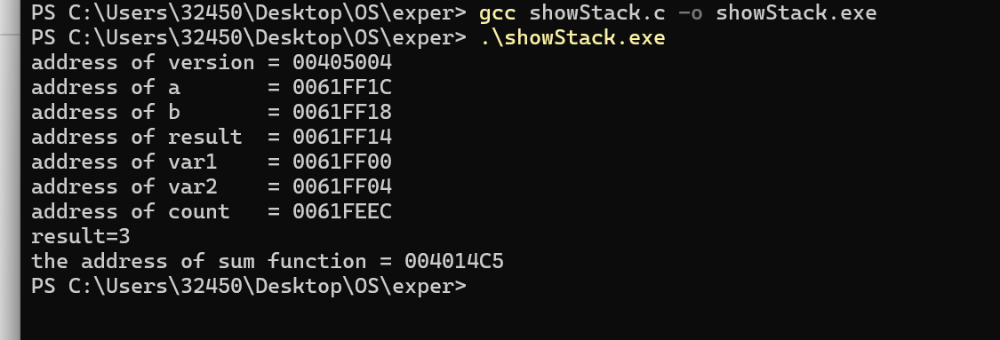 PS C:\Users\32450\Desktop\OS\exper> gcc showStack.c -o showStack.exe
PS C:\Users\32450\Desktop\OS\exper> .\showStack.exe
address of version = 00405004
address of a       = 0061FF1C
address of b       = 0061FF18
address of result  = 0061FF14
address of var1    = 0061FF00
address of var2    = 0061FF04
address of count   = 0061FEEC
result=3
the address of sum function = 004014C5
PS C:\Users\32450\Desktop\OS\exper>